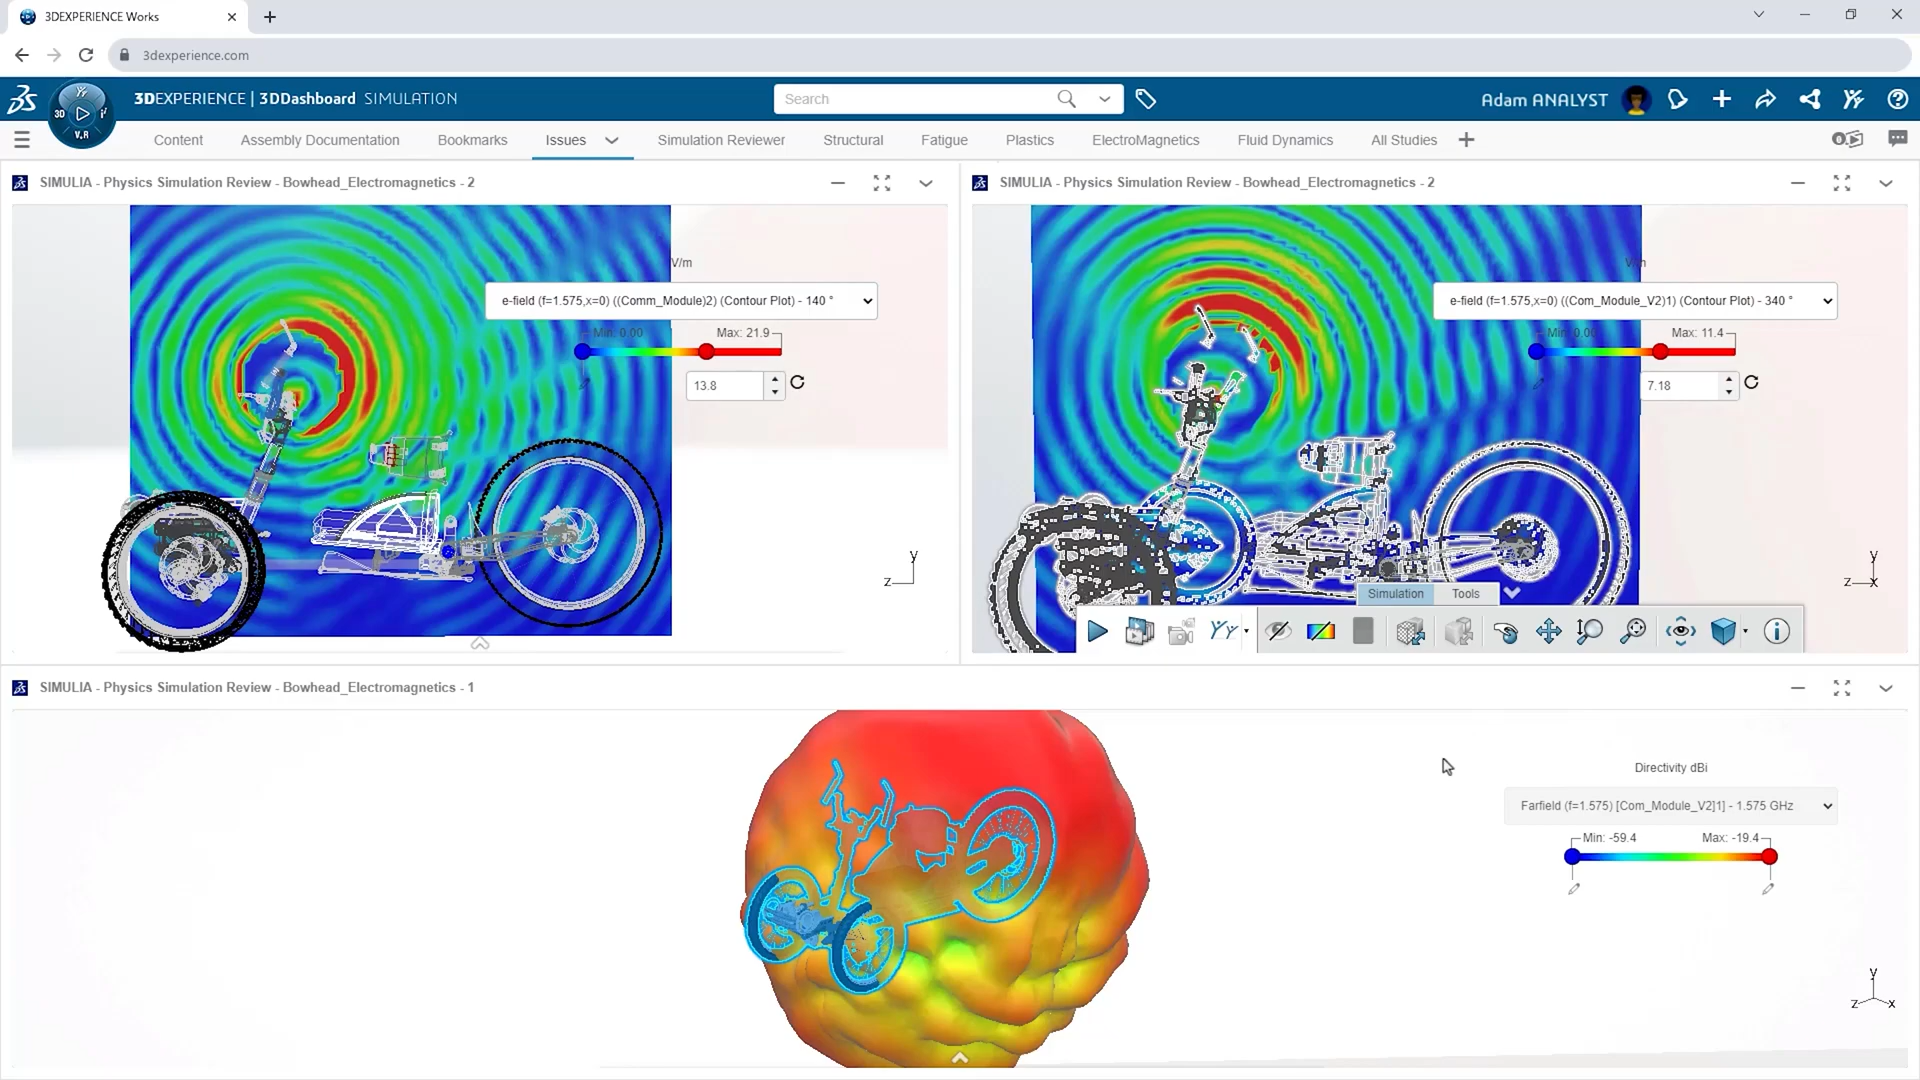 3DEXPERIENCE Works
3dexperience.com
3D
V.R
3DEXPERIENCE | 3DDashboard SIMULATION
Search
Adam ANALYST
Content
Assembly Documentation
Bookmarks
Issues
Simulation Reviewer
Structural
Fatigue
Plastics
ElectroMagnetics
Fluid Dynamics
All Studies
SIMULIA - Physics Simulation Review - Bowhead_Electromagnetics - 2
V/m
e-field (f=1.575,x=0) ((Comm_Module)2) (Contour Plot) - 140 °
Min: 0.00
Max: 21.9
13.8
y
z
SIMULIA - Physics Simulation Review - Bowhead_Electromagnetics - 2
V/m
e-field (f=1.575,x=0) ((Com_Module_V2)1) (Contour Plot) - 340 °
Min: 0.00
Max: 11.4
7.18
y
z x
Simulation
Tools
SIMULIA - Physics Simulation Review - Bowhead_Electromagnetics - 1
Directivity dBi
Farfield (f=1.575) [Com_Module_V2]1] - 1.575 GHz
Min: -59.4
Max: -19.4
y
z x